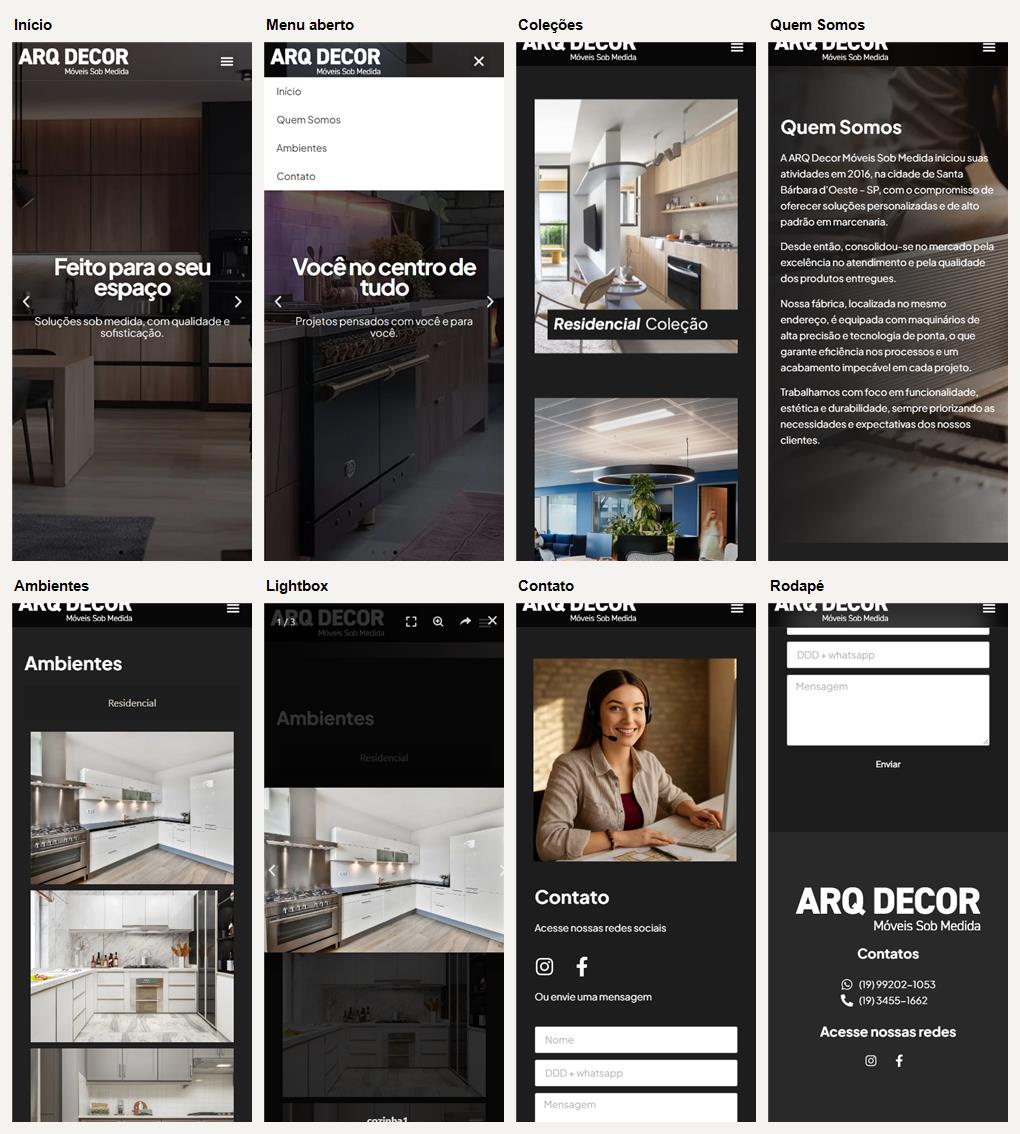 Início
ARQ DECOR
Móveis Sob Medida
Feito para o seu
espaço
Soluções sob medida, com qualidade e
sofisticação.
Menu aberto
ARQ DECOR
Móveis Sob Medida
Início
Quem Somos
Ambientes
Contato
Você no centro de
tudo
Projetos pensados com você e para
você.
Coleções
ARQ DECOR
Móveis Sob Medida
Residencial Coleção
Quem Somos
ARQ DECOR
Móveis Sob Medida
Quem Somos
A ARQ Decor Móveis Sob Medida iniciou suas
atividades em 2016, na cidade de Santa
Bárbara d'Oeste – SP, com o compromisso de
oferecer soluções personalizadas e de alto
padrão em marcenaria.
Desde então, consolidou-se no mercado pela
excelência no atendimento e pela qualidade
dos produtos entregues.
Nossa fábrica, localizada no mesmo
endereço, é equipada com maquinários de
alta precisão e tecnologia de ponta, o que
garante eficiência nos processos e um
acabamento impecável em cada projeto.
Trabalhamos com foco em funcionalidade,
estética e durabilidade, sempre priorizando as
necessidades e expectativas dos nossos
clientes.
Ambientes
ARQ DECOR
Móveis Sob Medida
Ambientes
Residencial
Lightbox
ARQ DECOR
Móveis Sob Medida
1 / 3
Ambientes
Residencial
cozinha1
Contato
ARQ DECOR
Móveis Sob Medida
Contato
Acesse nossas redes sociais
Ou envie uma mensagem
Nome
DDD + whatsapp
Mensagem
Rodapé
ARQ DECOR
Móveis Sob Medida
DDD + whatsapp
Mensagem
Enviar
ARQ DECOR
Móveis Sob Medida
Contatos
(19) 99202-1053
(19) 3455-1662
Acesse nossas redes